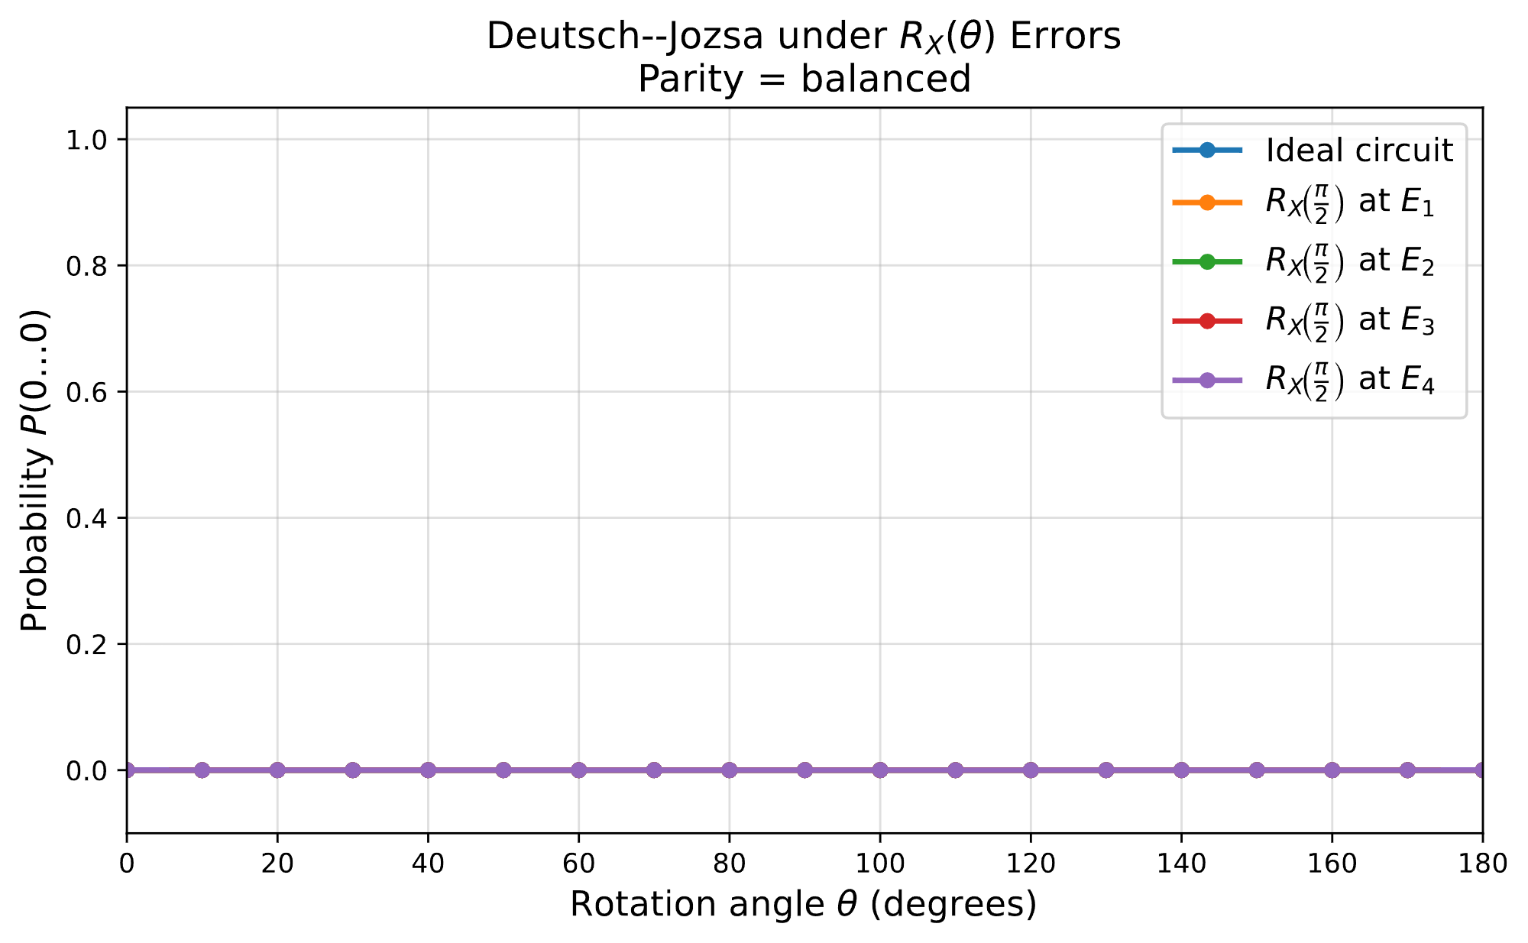 Deutsch--Jozsa under R_X(θ) Errors
Parity = balanced
Probability P(0...0)
1.0
0.8
0.6
0.4
0.2
0.0
Ideal circuit
R_X(π/2) at E_1
R_X(π/2) at E_2
R_X(π/2) at E_3
R_X(π/2) at E_4
0 20 40 60 80 100 120 140 160 180
Rotation angle θ (degrees)